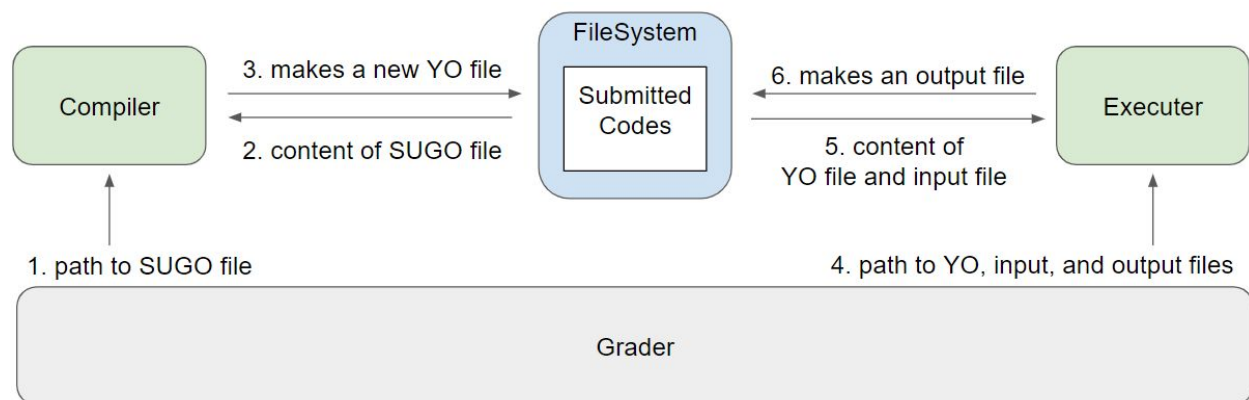 FileSystem
3. makes a new YO file
6. makes an output file
Compiler
Submitted
Codes
Executer
2. content of SUGO file
5. content of
YO file and input file
1. path to SUGO file
4. path to YO, input, and output files
Grader